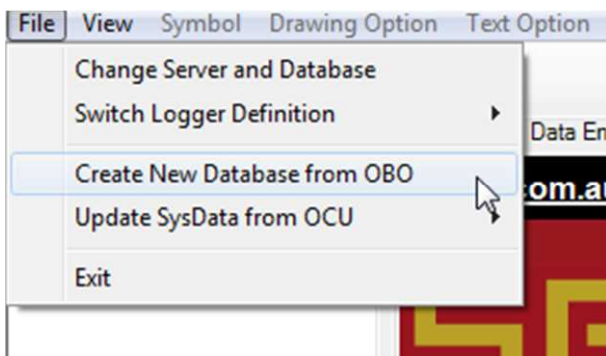 File View Symbol Drawing Option Text Option
Change Server and Database
Switch Logger Definition
Data En
Create New Database from OBO
com.au
Update SysData from OCU
Exit